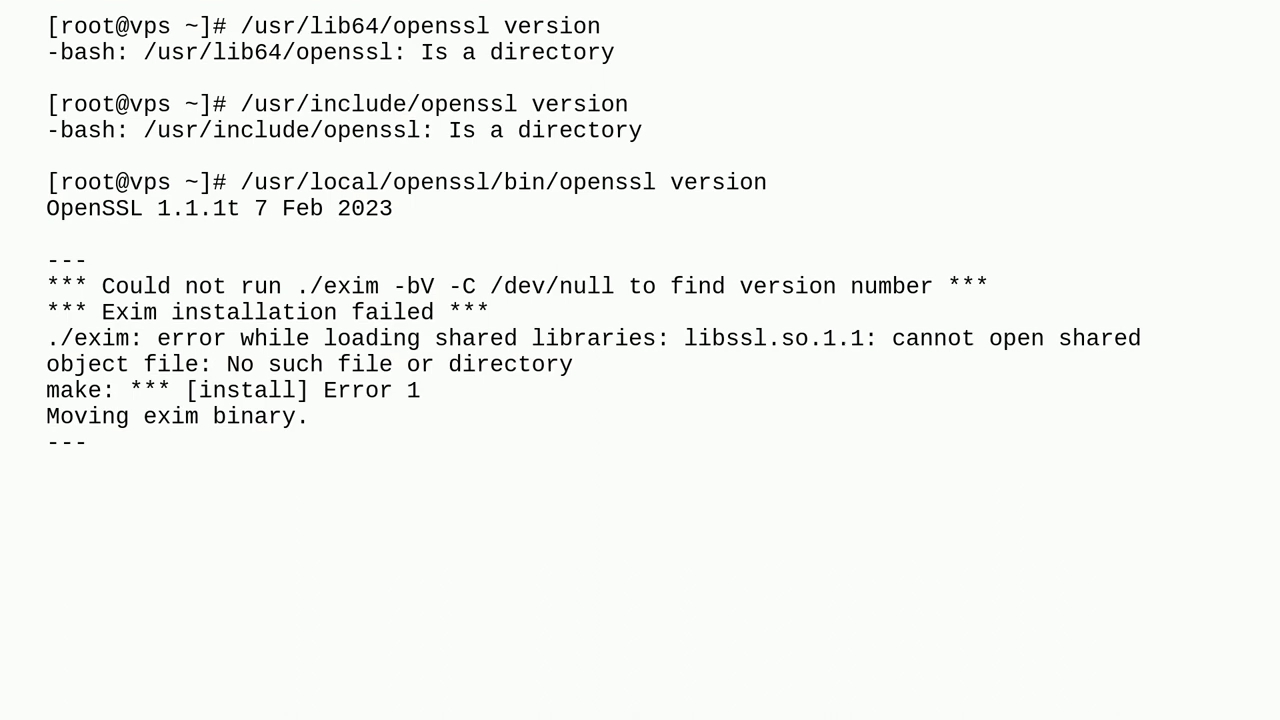 [root@vps ~]# /usr/lib64/openssl version
-bash: /usr/lib64/openssl: Is a directory

[root@vps ~]# /usr/include/openssl version
-bash: /usr/include/openssl: Is a directory

[root@vps ~]# /usr/local/openssl/bin/openssl version
OpenSSL 1.1.1t 7 Feb 2023

---
*** Could not run ./exim -bV -C /dev/null to find version number ***
*** Exim installation failed ***
./exim: error while loading shared libraries: libssl.so.1.1: cannot open shared
object file: No such file or directory
make: *** [install] Error 1
Moving exim binary.
---